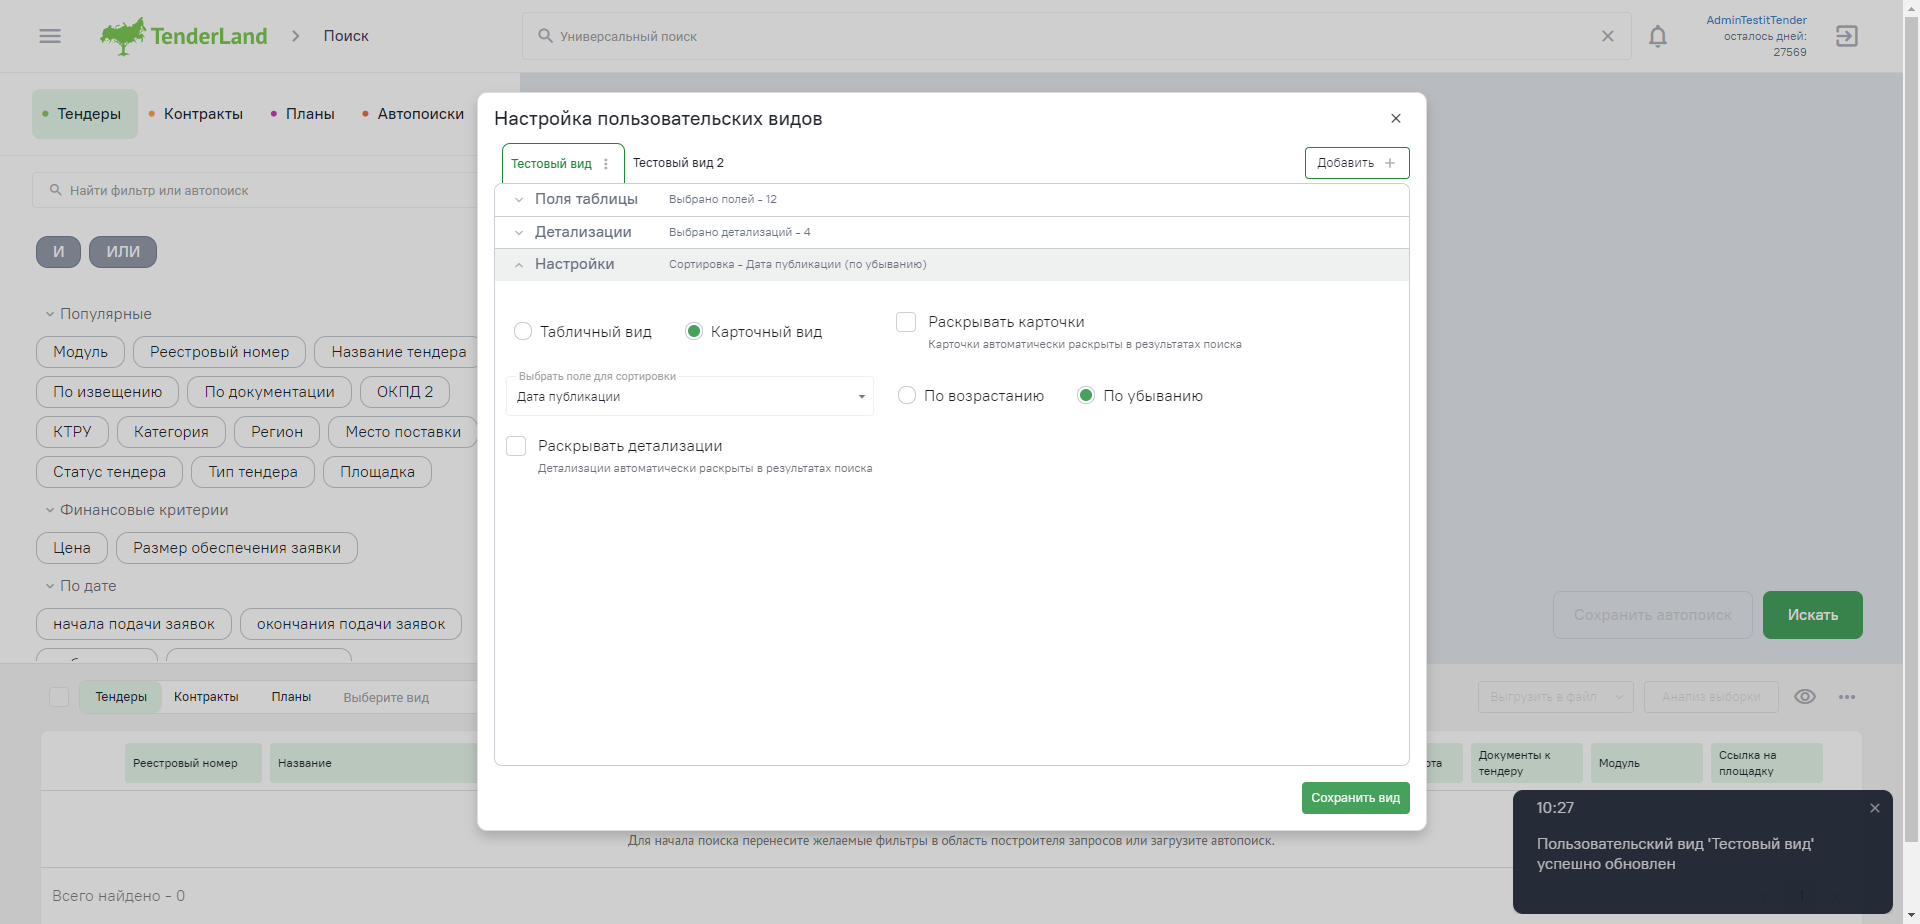 TenderLand
Поиск
Универсальный поиск
AdminTestitTender
осталось дней:
27569
Тендеры
Контракты
Планы
Автопоиски
Найти фильтр или автопоиск
И
ИЛИ
Популярные
Модуль
Реестровый номер
Название тендера
По извещению
По документации
ОКПД 2
КТРУ
Категория
Регион
Место поставки
Статус тендера
Тип тендера
Площадка
Финансовые критерии
Цена
Размер обеспечения заявки
По дате
начала подачи заявок
окончания подачи заявок
Настройка пользовательских видов
Тестовый вид
Тестовый вид 2
Добавить
Поля таблицы
Выбрано полей - 12
Детализации
Выбрано детализаций - 4
Настройки
Сортировка - Дата публикации (по убыванию)
Табличный вид
Карточный вид
Раскрывать карточки
Карточки автоматически раскрыты в результатах поиска
Выбрать поле для сортировки
Дата публикации
По возрастанию
По убыванию
Раскрывать детализации
Детализации автоматически раскрыты в результатах поиска
Сохранить вид
Сохранить автопоиск
Искать
Тендеры
Контракты
Планы
Выберите вид
Выгрузить в файл
Анализ выборки
Реестровый номер
Название
Документы к
тендеру
Модуль
Ссылка на
площадку
Для начала поиска перенесите желаемые фильтры в область построителя запросов или загрузите автопоиск.
Всего найдено - 0
10:27
Пользовательский вид 'Тестовый вид'
успешно обновлен